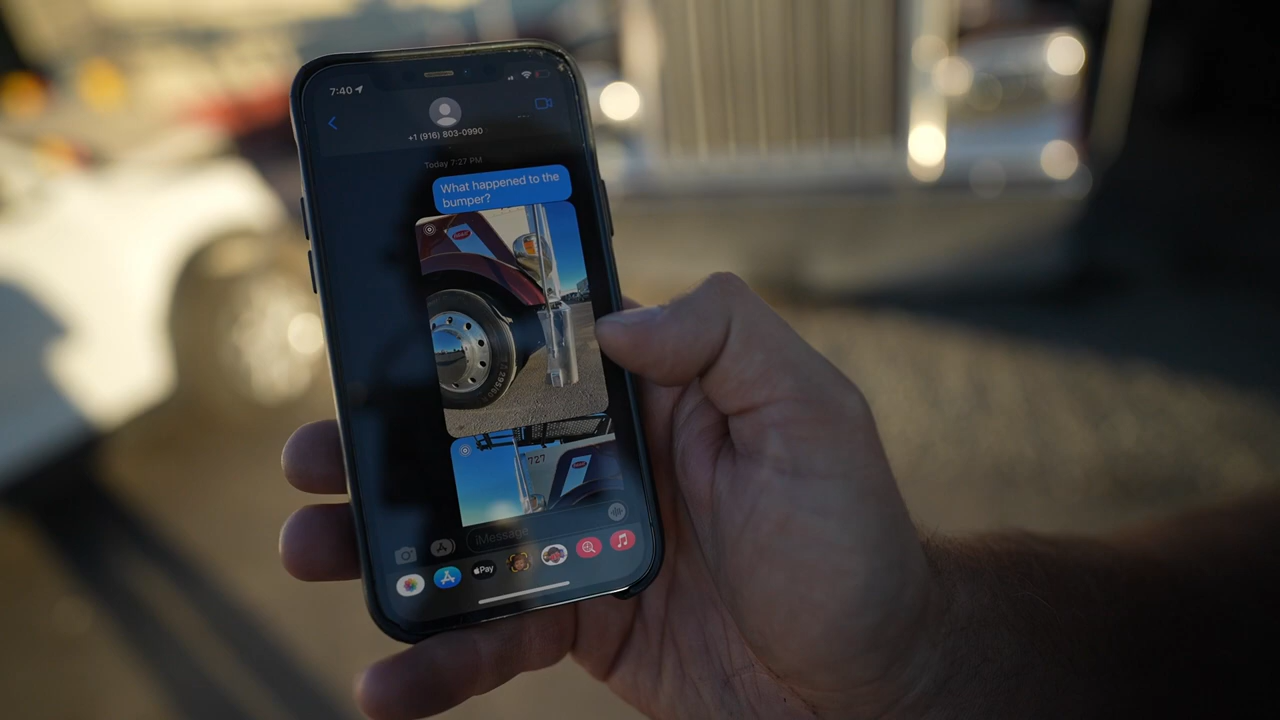 7:40
+1 (916) 803-0990
Today 7:27 PM
What happened to the
bumper?
727
iMessage
Pay